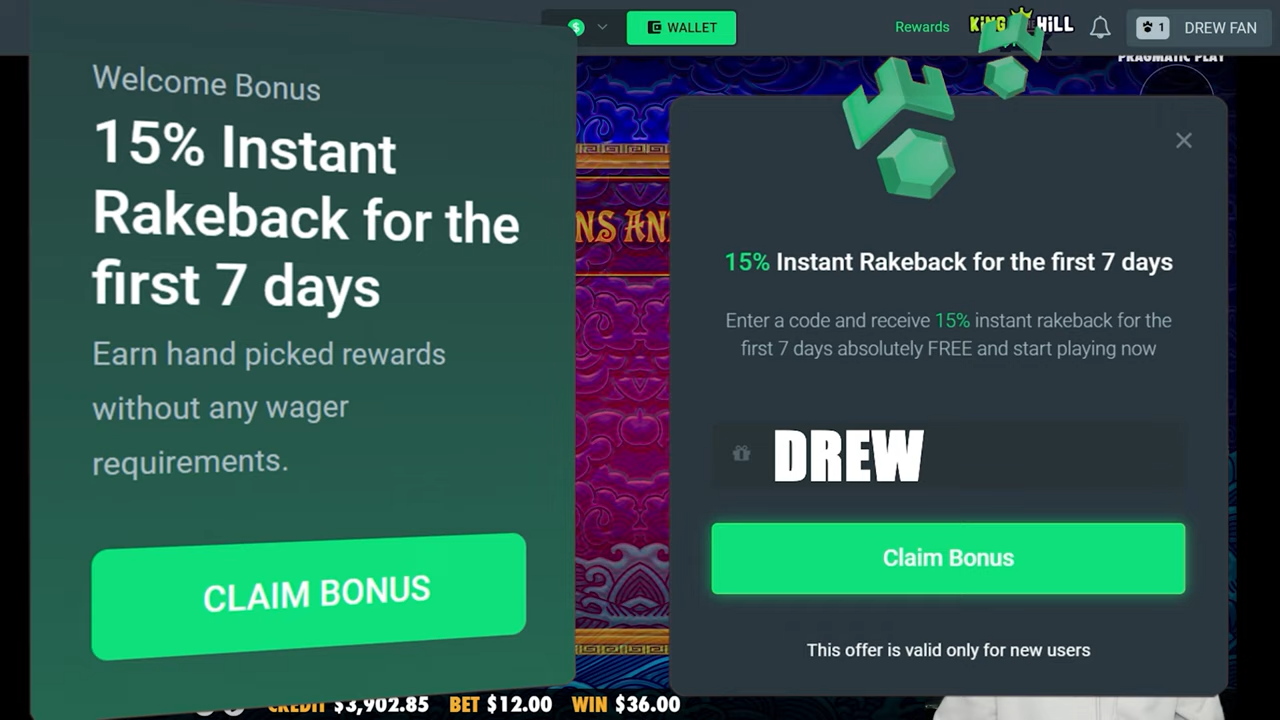 WALLET
Rewards
KING HILL
1
DREW FAN
PRAGMATIC PLAY
Welcome Bonus
15% Instant
Rakeback for the
first 7 days
Earn hand picked rewards
without any wager
requirements.
CLAIM BONUS
15% Instant Rakeback for the first 7 days
Enter a code and receive 15% instant rakeback for the
first 7 days absolutely FREE and start playing now
DREW
Claim Bonus
This offer is valid only for new users
CREDIT $3,902.85 BET $12.00 WIN $36.00